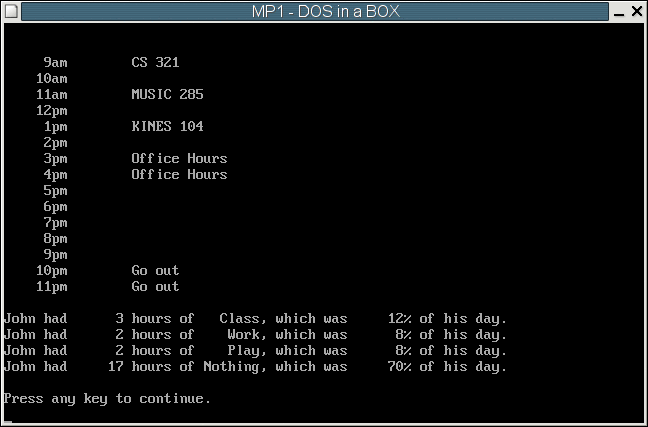 MP1 - DOS in a BOX
9am CS 321
10am
11am MUSIC 285
12pm
1pm KINES 104
2pm
3pm Office Hours
4pm Office Hours
5pm
6pm
7pm
8pm
9pm
10pm Go out
11pm Go out
John had 3 hours of Class, which was 12% of his day.
John had 2 hours of Work, which was 8% of his day.
John had 2 hours of Play, which was 8% of his day.
John had 17 hours of Nothing, which was 70% of his day.
Press any key to continue.